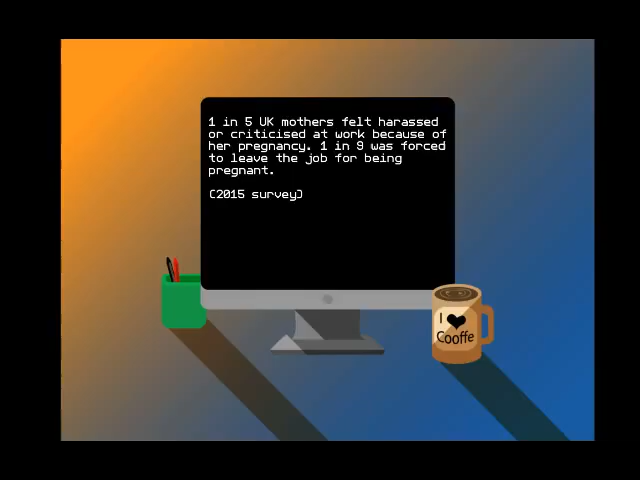 1 in 5 UK mothers felt harassed
or criticised at work because of
her pregnancy. 1 in 9 was forced
to leave the job for being
pregnant.
(2015 survey)
I ♥
Cooffe